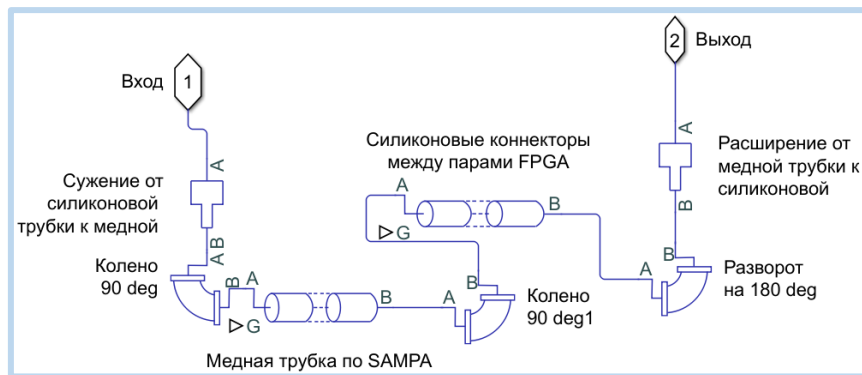 Вход
1
2
Выход
A
A
Сужение от
силиконовой
трубки к медной
Силиконовые коннекторы
между парами FPGA
Расширение от
медной трубки к
силиконовой
A
B
B
G
B
A
B
B
A
Колено
90 deg
B
A
G
B
A
Колено
90 deg1
Разворот
на 180 deg
Медная трубка по SAMPA